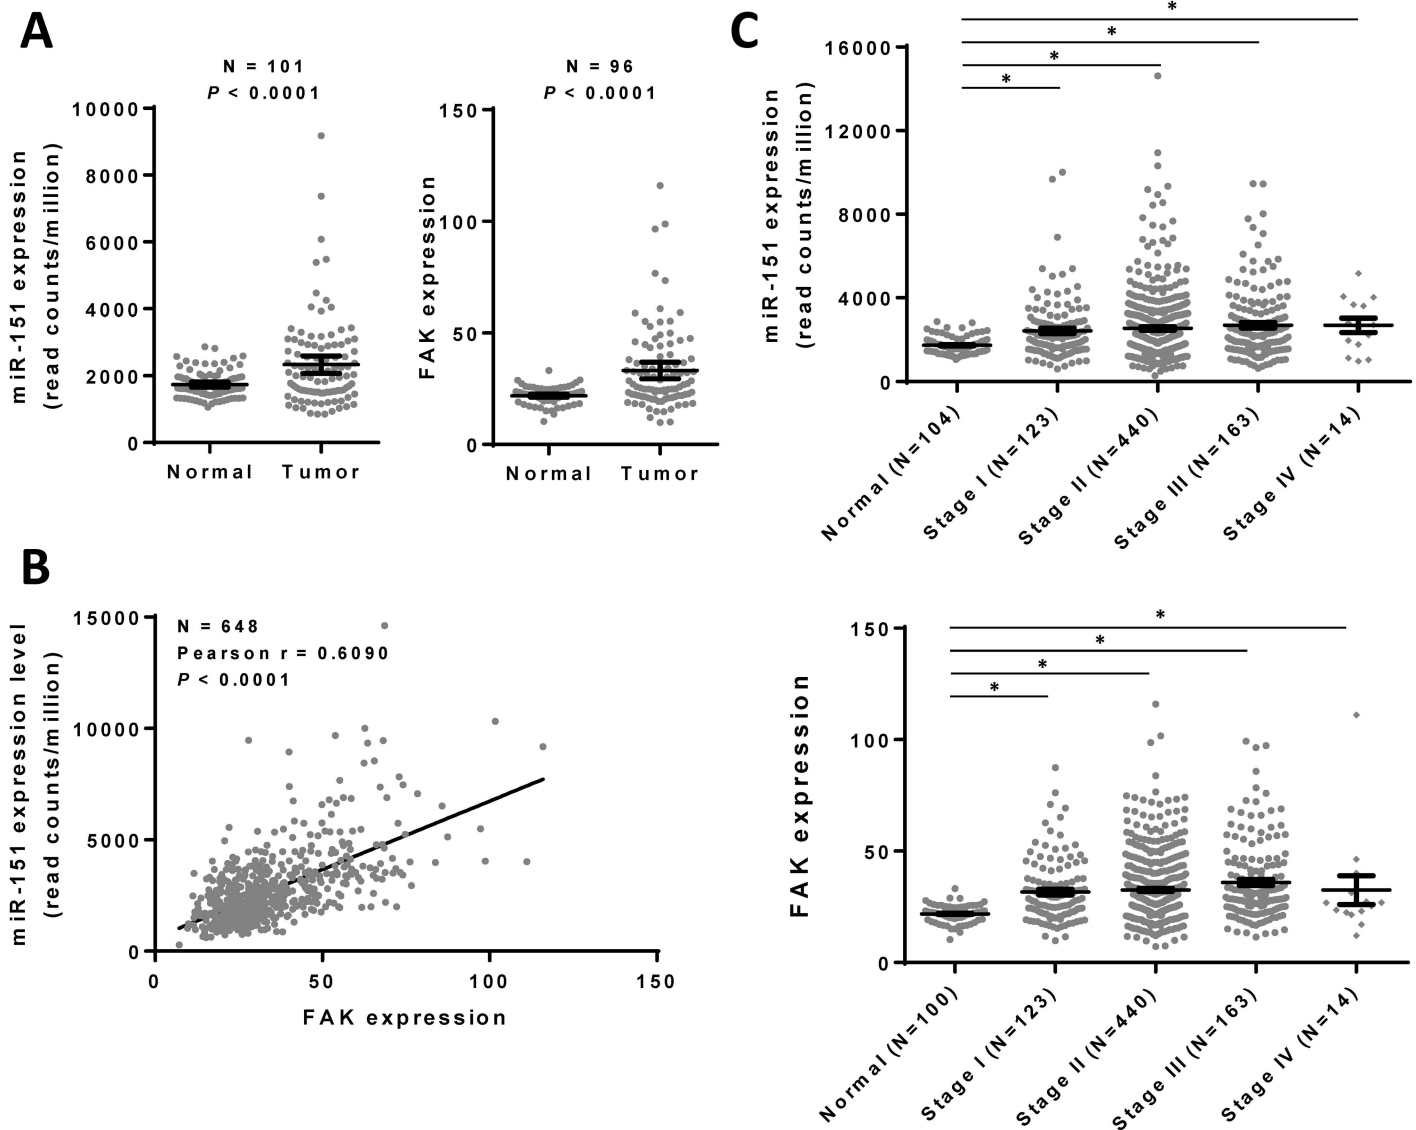 A
N = 101
P < 0.0001
miR-151 expression
(read counts/million)
10000
8000
6000
4000
2000
0
Normal
Tumor
N = 96
P < 0.0001
FAK expression
150
100
50
0
Normal
Tumor
B
N = 648
Pearson r = 0.6090
P < 0.0001
miR-151 expression level
(read counts/million)
15000
10000
5000
0
0
50
100
150
FAK expression
C
*
*
*
*
miR-151 expression
(read counts/million)
16000
12000
8000
4000
0
Normal (N=104)
Stage I (N=123)
Stage II (N=440)
Stage III (N=163)
Stage IV (N=14)
*
*
*
*
FAK expression
150
100
50
0
Normal (N=100)
Stage I (N=123)
Stage II (N=440)
Stage III (N=163)
Stage IV (N=14)